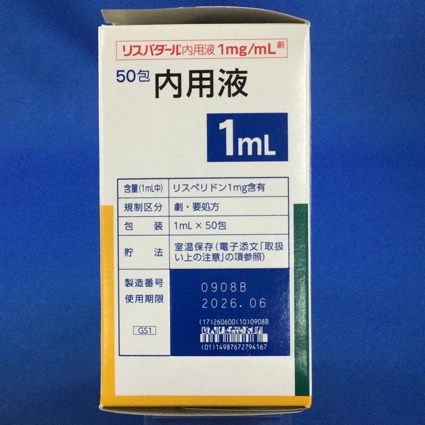 リスパダール内用液1mg/mL 劇
50包 内用液
1mL
含量(1mL中) リスペリドン1mg含有
規制区分 劇・要処方
包装 1mL×50包
貯法 室温保存(電子添文「取扱
い上の注意」の項参照)
製造番号 0908B
使用期限 2026.06
GS1
(17)260600(10)0908B
(01)14987672794167